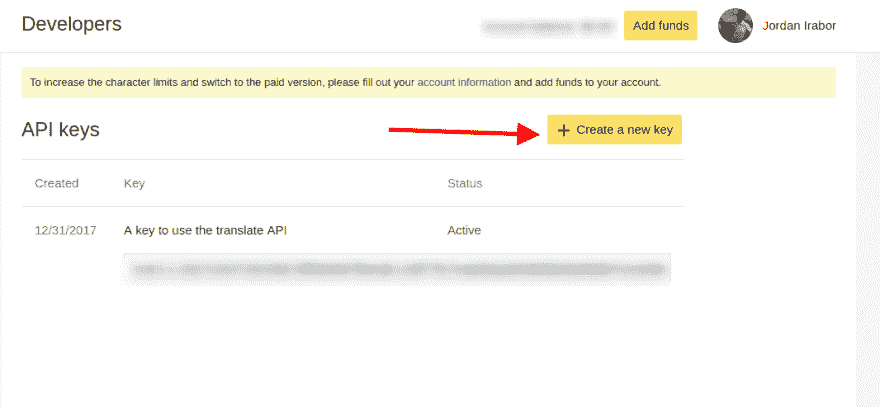 Developers
Add funds
Jordan Irabor
To increase the character limits and switch to the paid version, please fill out your account information and add funds to your account.
API keys
+ Create a new key
Created Key Status
12/31/2017 A key to use the translate API Active